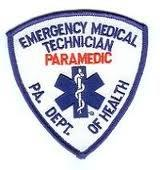 EMERGENCY MEDICAL
TECHNICIAN
PARAMEDIC
PA. DEPT. OF HEALTH